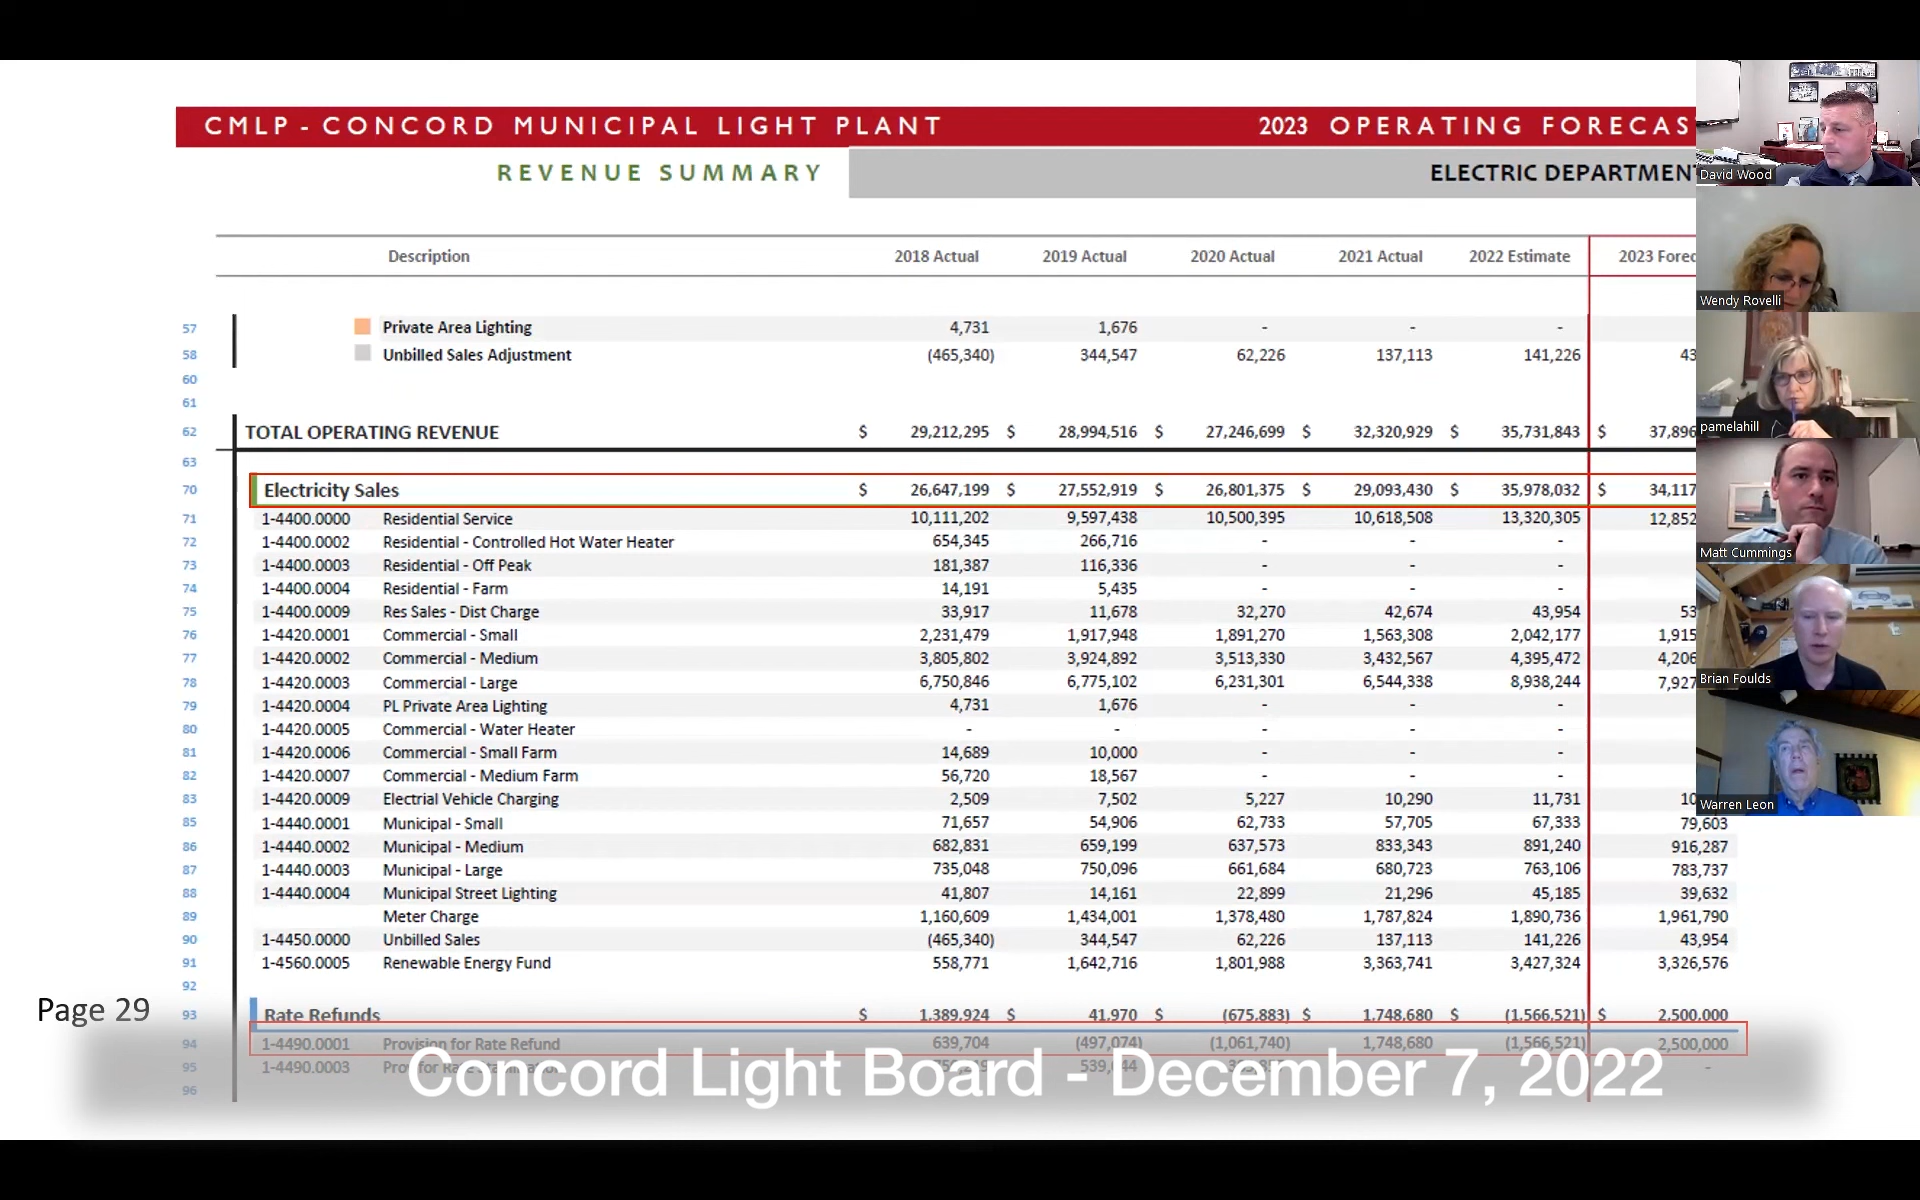 CMLP - CONCORD MUNICIPAL LIGHT PLANT 2023 OPERATING FORECAS
REVENUE SUMMARY ELECTRIC DEPARTMENT
Description 2018 Actual 2019 Actual 2020 Actual 2021 Actual 2022 Estimate 2023 Forec
57 Private Area Lighting 4,731 1,676 - - -
58 Unbilled Sales Adjustment (465,340) 344,547 62,226 137,113 141,226 43
60
61
62 TOTAL OPERATING REVENUE $ 29,212,295 $ 28,994,516 $ 27,246,699 $ 32,320,929 $ 35,731,843 $ 37,896
63
70 Electricity Sales $ 26,647,199 $ 27,552,919 $ 26,801,375 $ 29,093,430 $ 35,978,032 $ 34,117
71 1-4400.0000 Residential Service 10,111,202 9,597,438 10,500,395 10,618,508 13,320,305 12,852
72 1-4400.0002 Residential - Controlled Hot Water Heater 654,345 266,716 - - -
73 1-4400.0003 Residential - Off Peak 181,387 116,336 - - -
74 1-4400.0004 Residential - Farm 14,191 5,435 - - -
75 1-4400.0009 Res Sales - Dist Charge 33,917 11,678 32,270 42,674 43,954 53
76 1-4420.0001 Commercial - Small 2,231,479 1,917,948 1,891,270 1,563,308 2,042,177 1,915
77 1-4420.0002 Commercial - Medium 3,805,802 3,924,892 3,513,330 3,432,567 4,395,472 4,206
78 1-4420.0003 Commercial - Large 6,750,846 6,775,102 6,231,301 6,544,338 8,938,244 7,927
79 1-4420.0004 PL Private Area Lighting 4,731 1,676 - - -
80 1-4420.0005 Commercial - Water Heater - - - - -
81 1-4420.0006 Commercial - Small Farm 14,689 10,000 - - -
82 1-4420.0007 Commercial - Medium Farm 56,720 18,567 - - -
83 1-4420.0009 Electrial Vehicle Charging 2,509 7,502 5,227 10,290 11,731 10
85 1-4440.0001 Municipal - Small 71,657 54,906 62,733 57,705 67,333 79,603
86 1-4440.0002 Municipal - Medium 682,831 659,199 637,573 833,343 891,240 916,287
87 1-4440.0003 Municipal - Large 735,048 750,096 661,684 680,723 763,106 783,737
88 1-4440.0004 Municipal Street Lighting 41,807 14,161 22,899 21,296 45,185 39,632
89 Meter Charge 1,160,609 1,434,001 1,378,480 1,787,824 1,890,736 1,961,790
90 1-4450.0000 Unbilled Sales (465,340) 344,547 62,226 137,113 141,226 43,954
91 1-4560.0005 Renewable Energy Fund 558,771 1,642,716 1,801,988 3,363,741 3,427,324 3,326,576
92
Page 29
93 Rate Refunds $ 1,389,924 $ 41,970 $ (675,883) $ 1,748,680 $ (1,566,521) $ 2,500,000
94 1-4490.0001 Provision for Rate Refund 639,704 (497,074) (1,061,740) 1,748,680 (1,566,521) 2,500,000
95 1-4490.0003 -
96
Concord Light Board - December 7, 2022
David Wood
Wendy Rovelli
pamelahill
Matt Cummings
Brian Foulds
Warren Leon